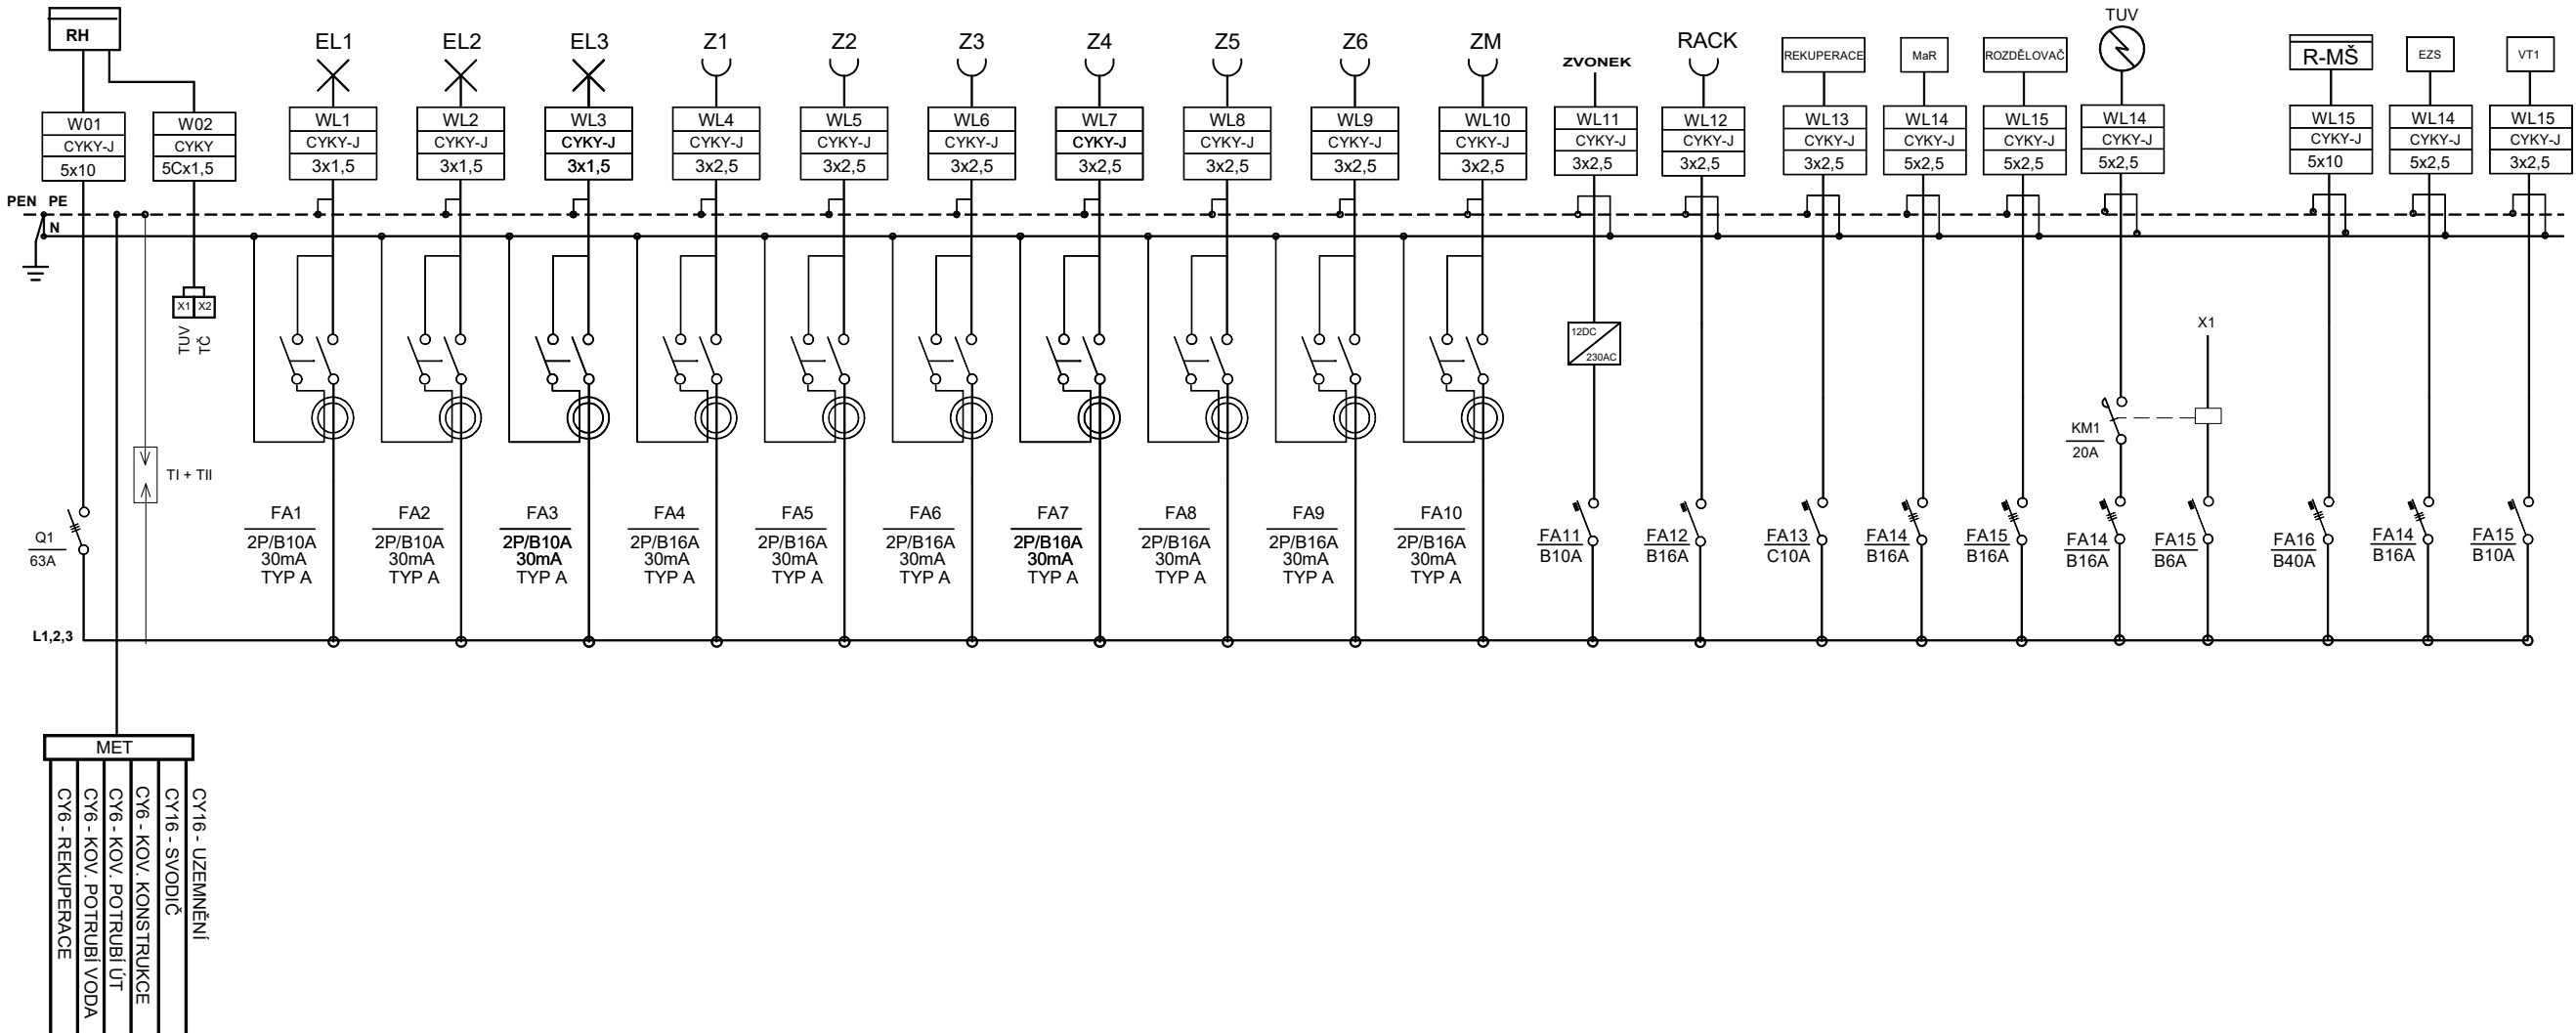 RH
EL1
EL2
EL3
Z1
Z2
Z3
Z4
Z5
Z6
ZM
ZVONEK
RACK
REKUPERACE
MaR
ROZDĚLOVAČ
TUV
R-MŠ
EZS
VT1
W01
CYKY-J
5x10
W02
CYKY
5Cx1,5
WL1
CYKY-J
3x1,5
WL2
CYKY-J
3x1,5
WL3
CYKY-J
3x1,5
WL4
CYKY-J
3x2,5
WL5
CYKY-J
3x2,5
WL6
CYKY-J
3x2,5
WL7
CYKY-J
3x2,5
WL8
CYKY-J
3x2,5
WL9
CYKY-J
3x2,5
WL10
CYKY-J
3x2,5
WL11
CYKY-J
3x2,5
WL12
CYKY-J
3x2,5
WL13
CYKY-J
3x2,5
WL14
CYKY-J
5x2,5
WL15
CYKY-J
5x2,5
WL14
CYKY-J
5x2,5
WL15
CYKY-J
5x10
WL14
CYKY-J
5x2,5
WL15
CYKY-J
3x2,5
PEN PE
N
X1 X2
TUV
TČ
12DC
230AC
X1
KM1
20A
TI + TII
Q1
63A
FA1
2P/B10A
30mA
TYP A
FA2
2P/B10A
30mA
TYP A
FA3
2P/B10A
30mA
TYP A
FA4
2P/B16A
30mA
TYP A
FA5
2P/B16A
30mA
TYP A
FA6
2P/B16A
30mA
TYP A
FA7
2P/B16A
30mA
TYP A
FA8
2P/B16A
30mA
TYP A
FA9
2P/B16A
30mA
TYP A
FA10
2P/B16A
30mA
TYP A
FA11
B10A
FA12
B16A
FA13
C10A
FA14
B16A
FA15
B16A
FA14
B16A
FA15
B6A
FA16
B40A
FA14
B16A
FA15
B10A
L1,2,3
MET
CY16 - UZEMNĚNÍ
CY16 - SVODIČ
CY6 - KOV. KONSTRUKCE
CY6 - KOV. POTRUBÍ ÚT
CY6 - KOV. POTRUBÍ VODA
CY6 - REKUPERACE